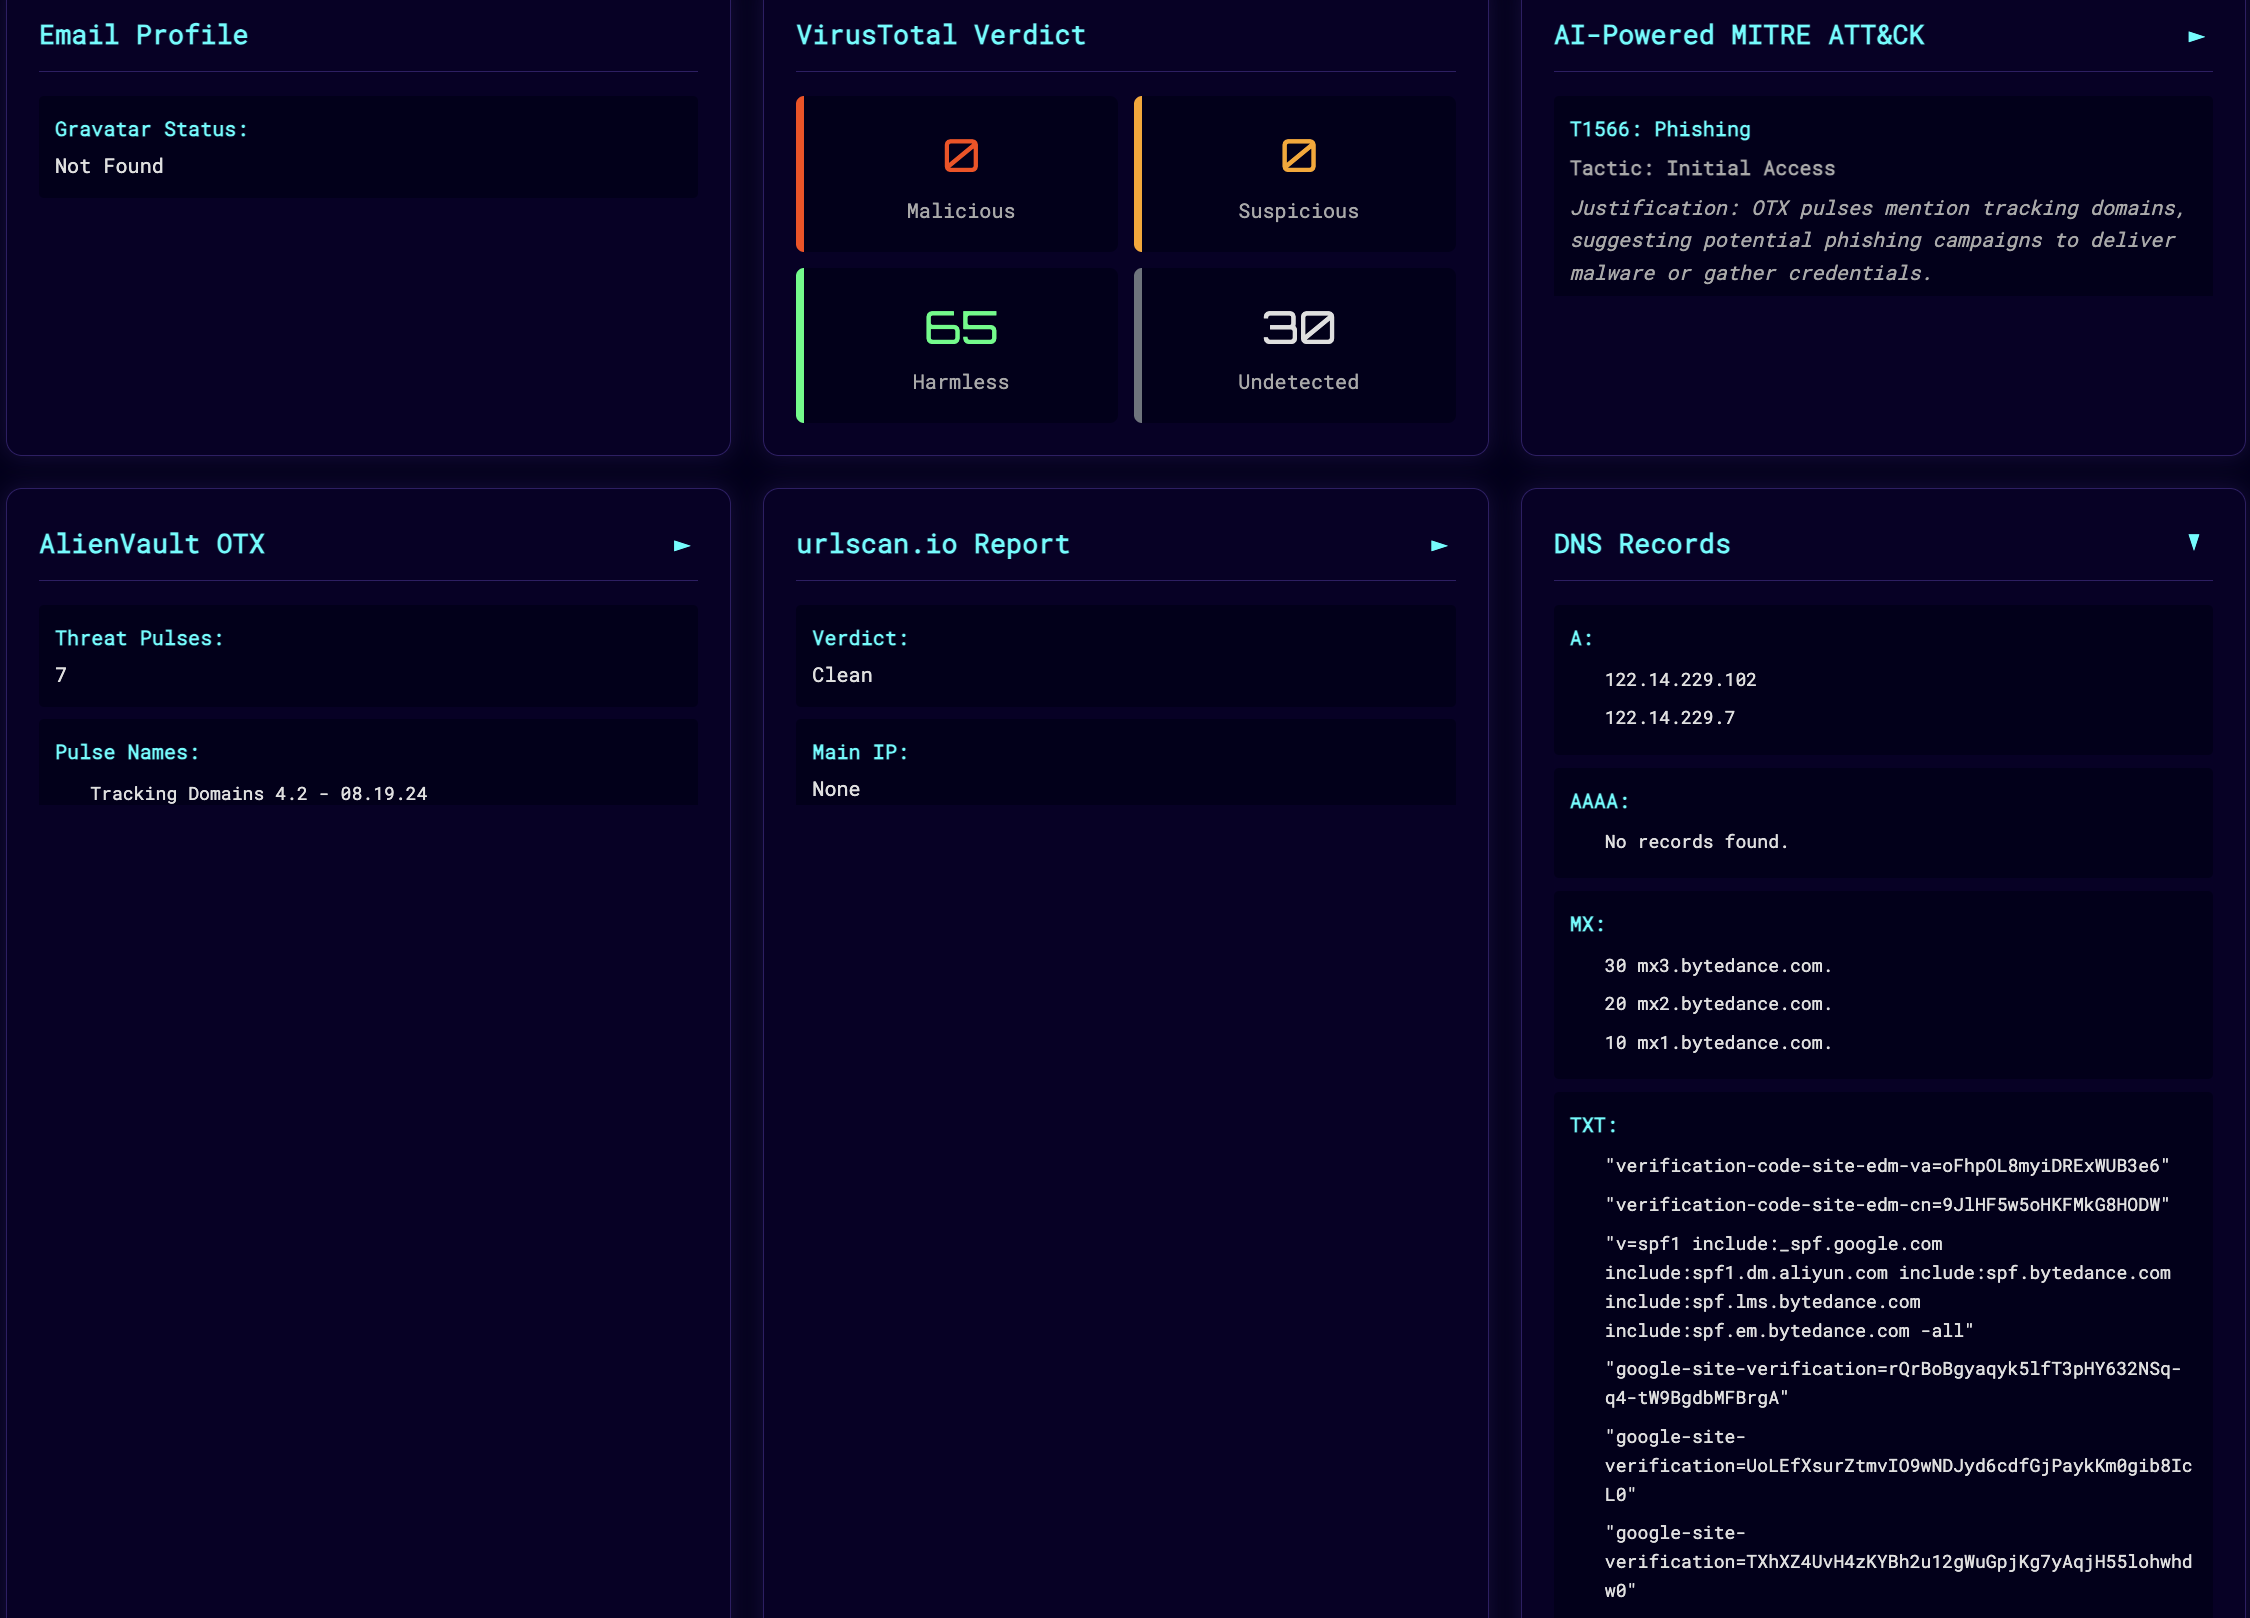 Email Profile
Gravatar Status:
Not Found
VirusTotal Verdict
0
Malicious
0
Suspicious
65
Harmless
30
Undetected
AI-Powered MITRE ATT&CK
T1566: Phishing
Tactic: Initial Access
Justification: OTX pulses mention tracking domains,
suggesting potential phishing campaigns to deliver
malware or gather credentials.
AlienVault OTX
Threat Pulses:
7
Pulse Names:
Tracking Domains 4.2 - 08.19.24
urlscan.io Report
Verdict:
Clean
Main IP:
None
DNS Records
A:
122.14.229.102
122.14.229.7
AAAA:
No records found.
MX:
30 mx3.bytedance.com.
20 mx2.bytedance.com.
10 mx1.bytedance.com.
TXT:
"verification-code-site-edm-va=oFhpOL8myiDRExWUB3e6"
"verification-code-site-edm-cn=9JlHF5w5oHKFMkG8HODW"
"v=spf1 include:_spf.google.com
include:spf1.dm.aliyun.com include:spf.bytedance.com
include:spf.lms.bytedance.com
include:spf.em.bytedance.com -all"
"google-site-verification=rQrBoBgyaqyk5lfT3pHY632NSq-
q4-tW9BgdbMFBrgA"
"google-site-
verification=UoLEfXsurZtmvIO9wNDJyd6cdfGjPaykKm0gib8Ic
L0"
"google-site-
verification=TXhXZ4UvH4zKYBh2u12gWuGpjKg7yAqjH55lohwhd
w0"